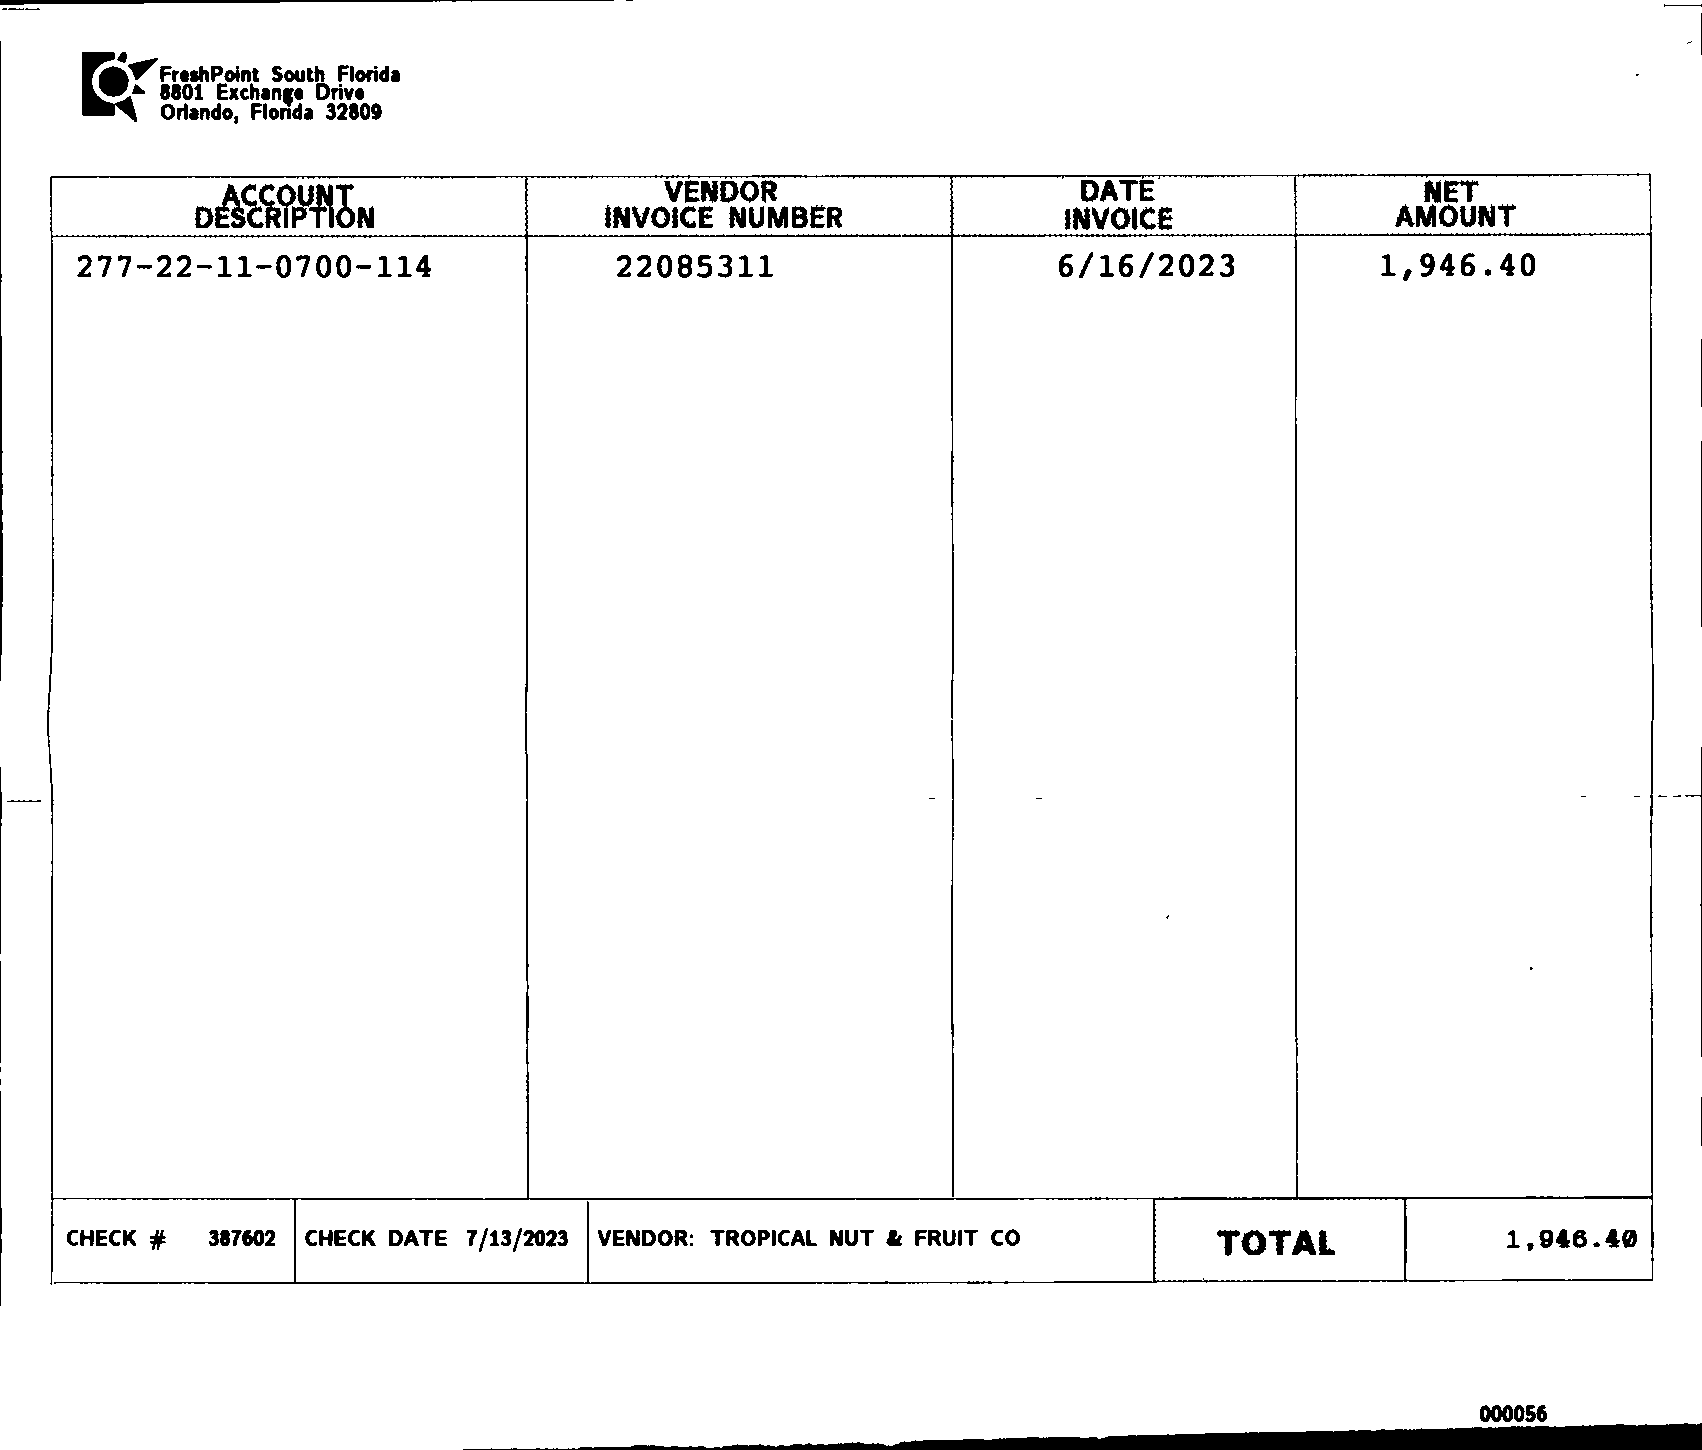 FreshPoint South Florida
8801 Exchange Drive
Orlando, Florida 32809
ACCOUNT DESCRIPTION
VENDOR INVOICE NUMBER
DATE INVOICE
NET AMOUNT
277-22-11-0700-114 22085311 6/16/2023 1,946.40
CHECK # 387602 CHECK DATE 7/13/2023 VENDOR: TROPICAL NUT & FRUIT CO TOTAL 1,946.40
000056